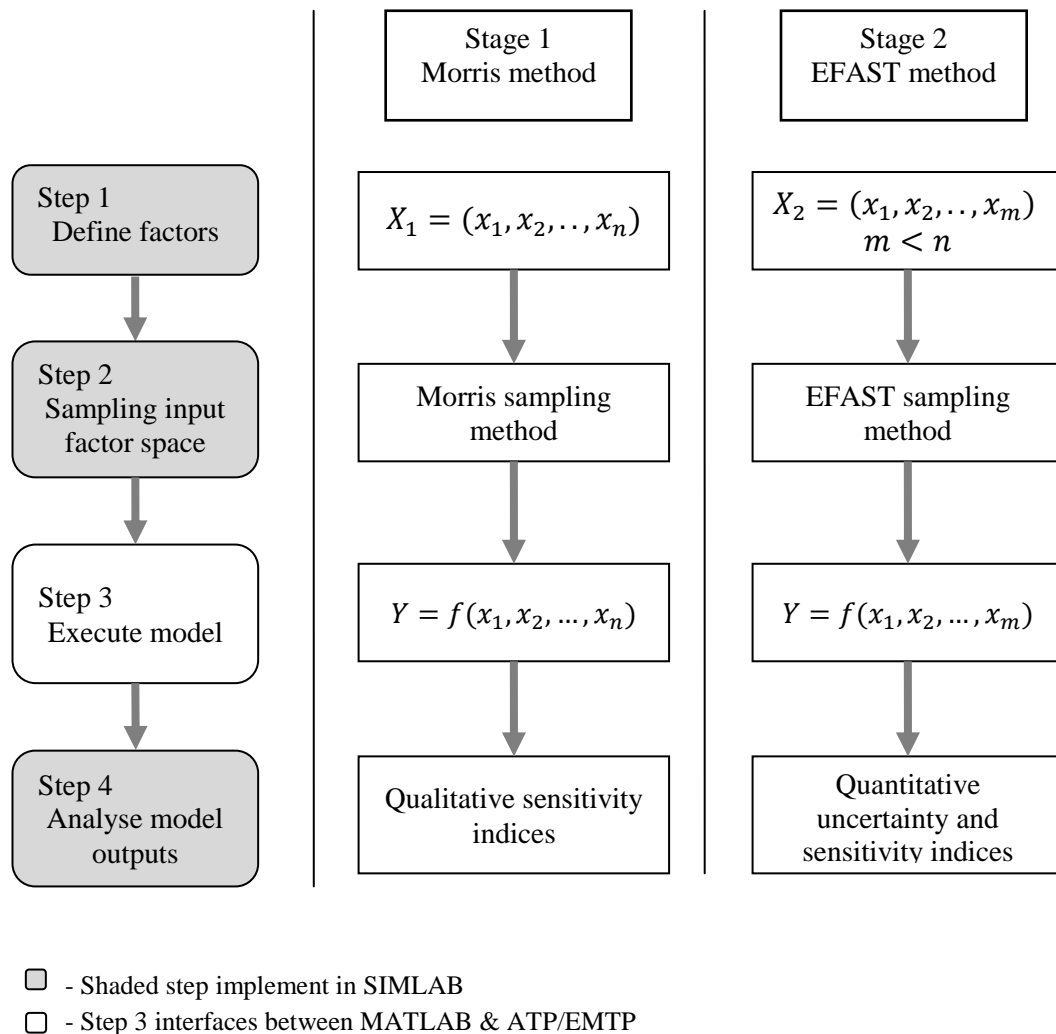 Stage 1
Morris method
Stage 2
EFAST method
Step 1
Define factors
X₁ = (x₁, x₂, . . , xₙ)
X₂ = (x₁, x₂, . . , xₘ)
m < n
Step 2
Sampling input
factor space
Morris sampling
method
EFAST sampling
method
Step 3
Execute model
Y = f(x₁, x₂, … , xₙ)
Y = f(x₁, x₂, … , xₘ)
Step 4
Analyse model
outputs
Qualitative sensitivity
indices
Quantitative
uncertainty and
sensitivity indices
- Shaded step implement in SIMLAB
- Step 3 interfaces between MATLAB & ATP/EMTP